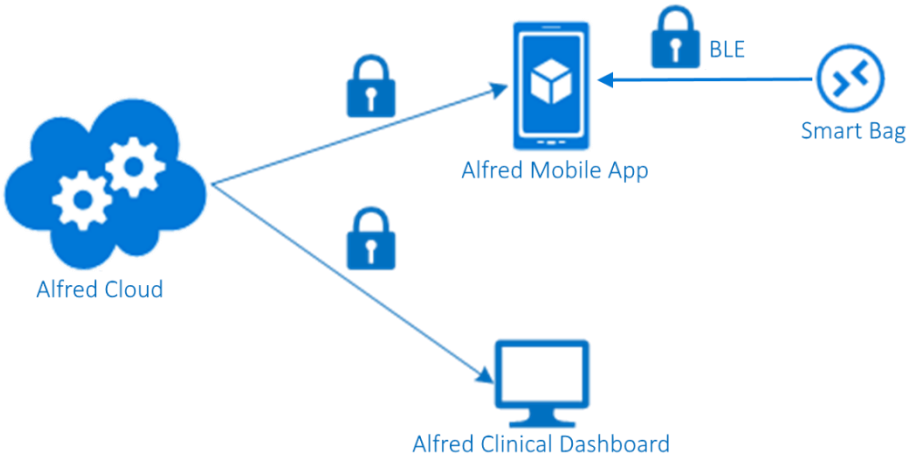 BLE
Smart Bag
Alfred Mobile App
Alfred Cloud
Alfred Clinical Dashboard